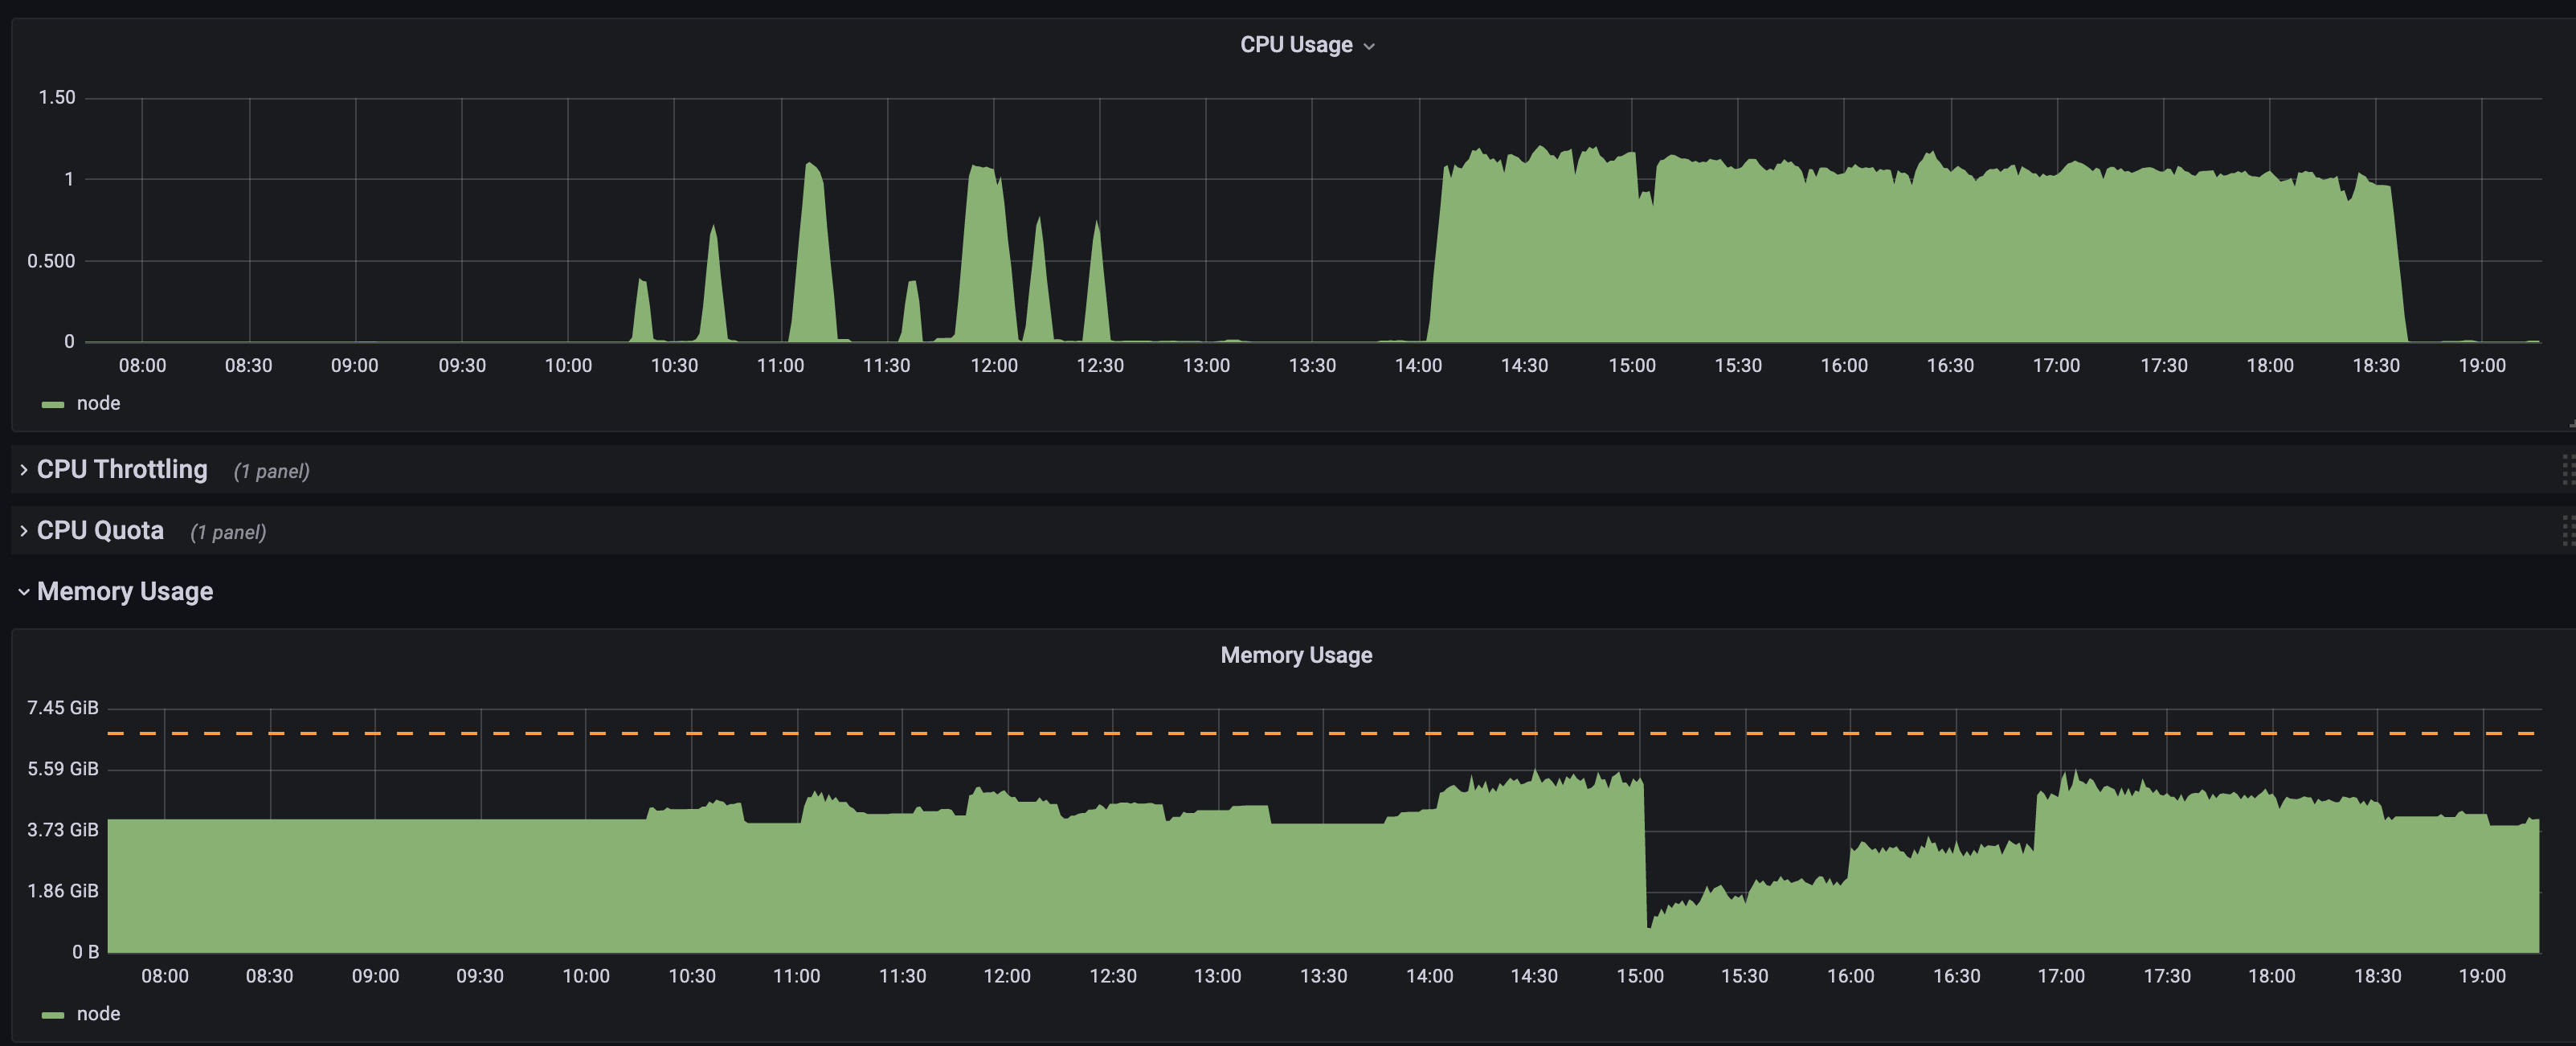 CPU Usage
1.50
1
0.500
0
08:00 08:30 09:00 09:30 10:00 10:30 11:00 11:30 12:00 12:30 13:00 13:30 14:00 14:30 15:00 15:30 16:00 16:30 17:00 17:30 18:00 18:30 19:00
node
CPU Throttling (1 panel)
CPU Quota (1 panel)
Memory Usage
Memory Usage
7.45 GiB
5.59 GiB
3.73 GiB
1.86 GiB
0 B
08:00 08:30 09:00 09:30 10:00 10:30 11:00 11:30 12:00 12:30 13:00 13:30 14:00 14:30 15:00 15:30 16:00 16:30 17:00 17:30 18:00 18:30 19:00
node